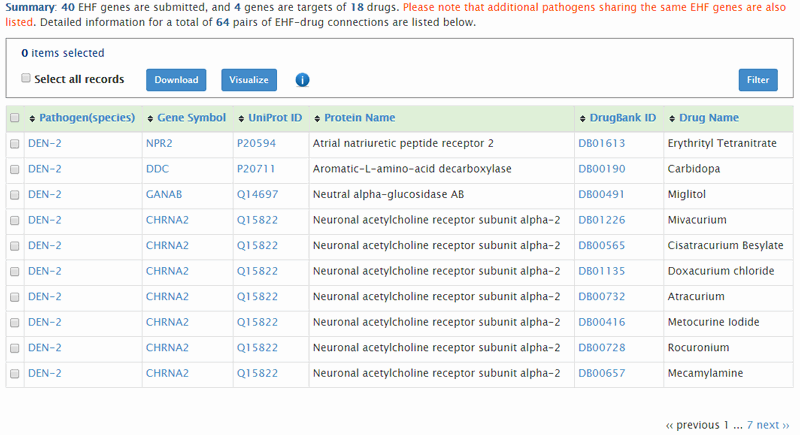 Summary: 40 EHF genes are submitted, and 4 genes are targets of 18 drugs. Please note that additional pathogens sharing the same EHF genes are also
listed. Detailed information for a total of 64 pairs of EHF-drug connections are listed below.
0 items selected
Select all records Download Visualize i Filter
Pathogen(species) Gene Symbol UniProt ID Protein Name DrugBank ID Drug Name
DEN-2 NPR2 P20594 Atrial natriuretic peptide receptor 2 DB01613 Erythrityl Tetranitrate
DEN-2 DDC P20711 Aromatic-L-amino-acid decarboxylase DB00190 Carbidopa
DEN-2 GANAB Q14697 Neutral alpha-glucosidase AB DB00491 Miglitol
DEN-2 CHRNA2 Q15822 Neuronal acetylcholine receptor subunit alpha-2 DB01226 Mivacurium
DEN-2 CHRNA2 Q15822 Neuronal acetylcholine receptor subunit alpha-2 DB00565 Cisatracurium Besylate
DEN-2 CHRNA2 Q15822 Neuronal acetylcholine receptor subunit alpha-2 DB01135 Doxacurium chloride
DEN-2 CHRNA2 Q15822 Neuronal acetylcholine receptor subunit alpha-2 DB00732 Atracurium
DEN-2 CHRNA2 Q15822 Neuronal acetylcholine receptor subunit alpha-2 DB00416 Metocurine Iodide
DEN-2 CHRNA2 Q15822 Neuronal acetylcholine receptor subunit alpha-2 DB00728 Rocuronium
DEN-2 CHRNA2 Q15822 Neuronal acetylcholine receptor subunit alpha-2 DB00657 Mecamylamine
‹‹ previous 1 ... 7 next ››